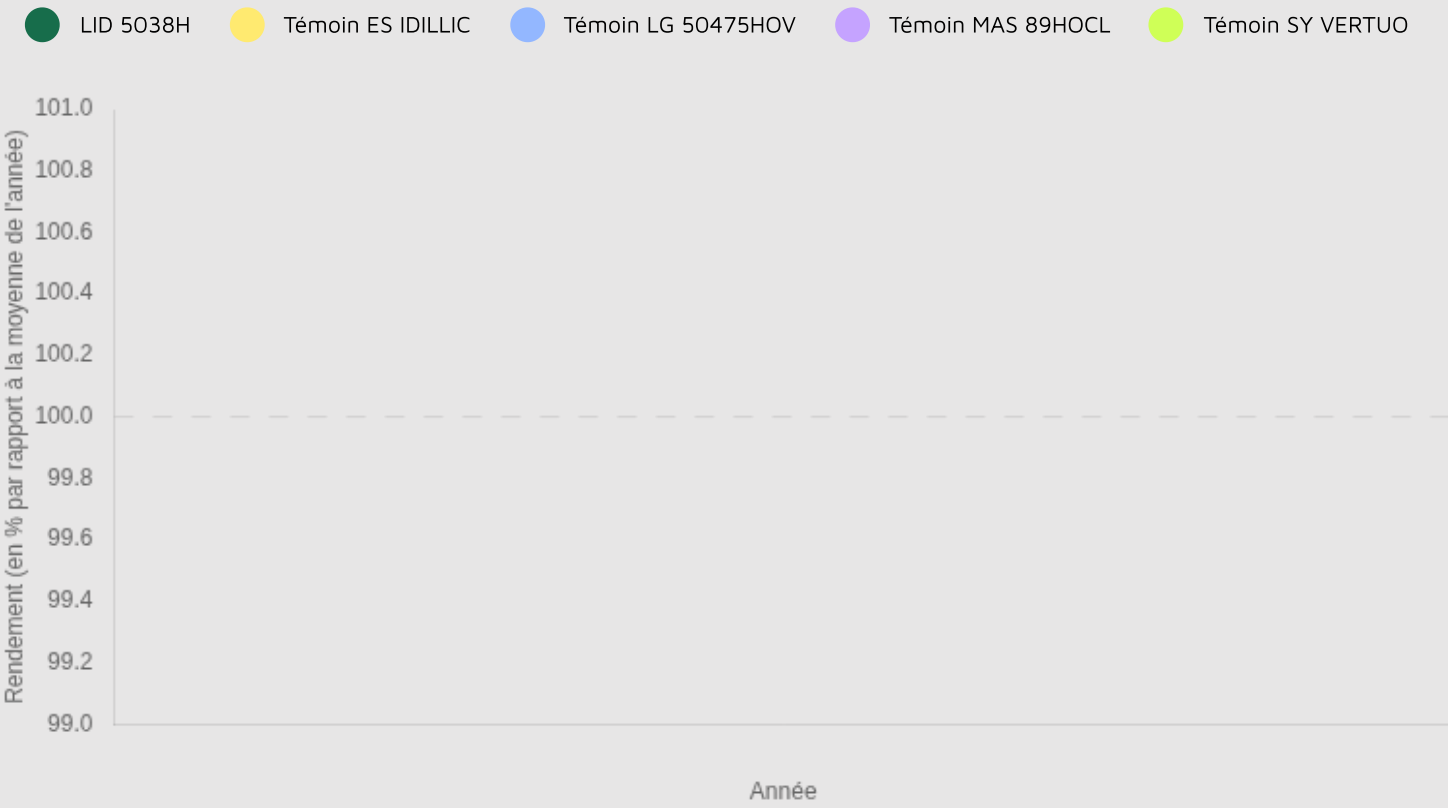 LID 5038H
Témoin ES IDILLIC
Témoin LG 50475HOV
Témoin MAS 89HOCL
Témoin SY VERTUO
Rendement (en % par rapport à la moyenne de l'année)
101.0
100.8
100.6
100.4
100.2
100.0
99.8
99.6
99.4
99.2
99.0
Année